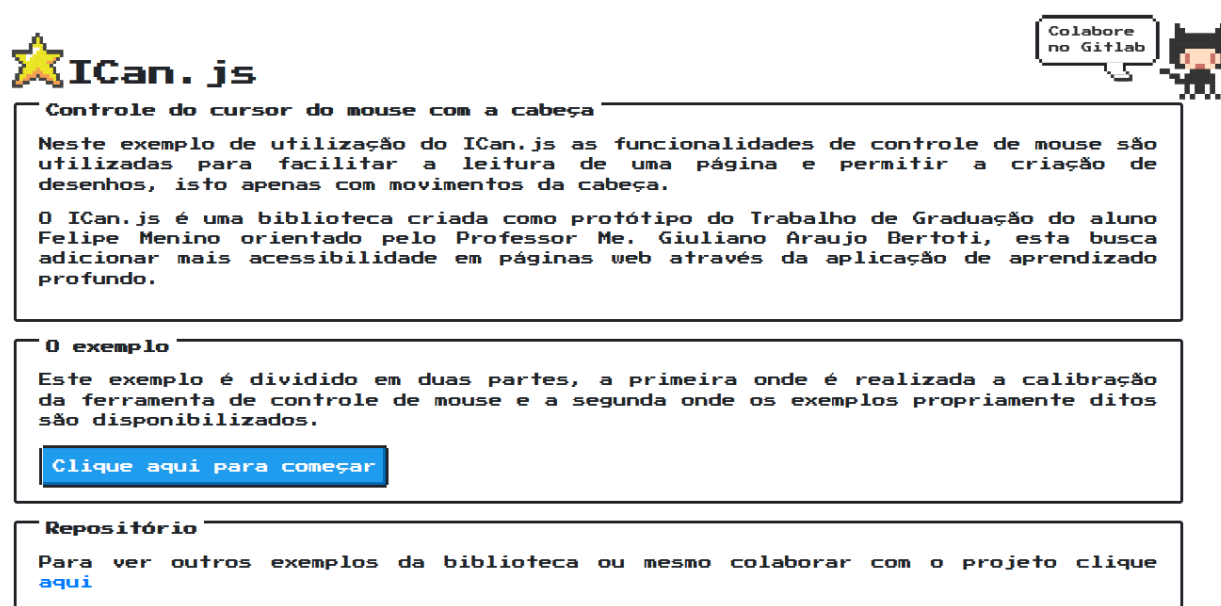 Colabore
no Gitlab
ICan.js
Controle do cursor do mouse com a cabeça
Neste exemplo de utilização do ICan.js as funcionalidades de controle de mouse são
utilizadas para facilitar a leitura de uma página e permitir a criação de
desenhos, isto apenas com movimentos da cabeça.
O ICan.js é uma biblioteca criada como protótipo do Trabalho de Graduação do aluno
Felipe Menino orientado pelo Professor Me. Giuliano Araujo Bertoti, esta busca
adicionar mais acessibilidade em páginas web através da aplicação de aprendizado
profundo.
O exemplo
Este exemplo é dividido em duas partes, a primeira onde é realizada a calibração
da ferramenta de controle de mouse e a segunda onde os exemplos propriamente ditos
são disponibilizados.
Clique aqui para começar
Repositório
Para ver outros exemplos da biblioteca ou mesmo colaborar com o projeto clique
aqui